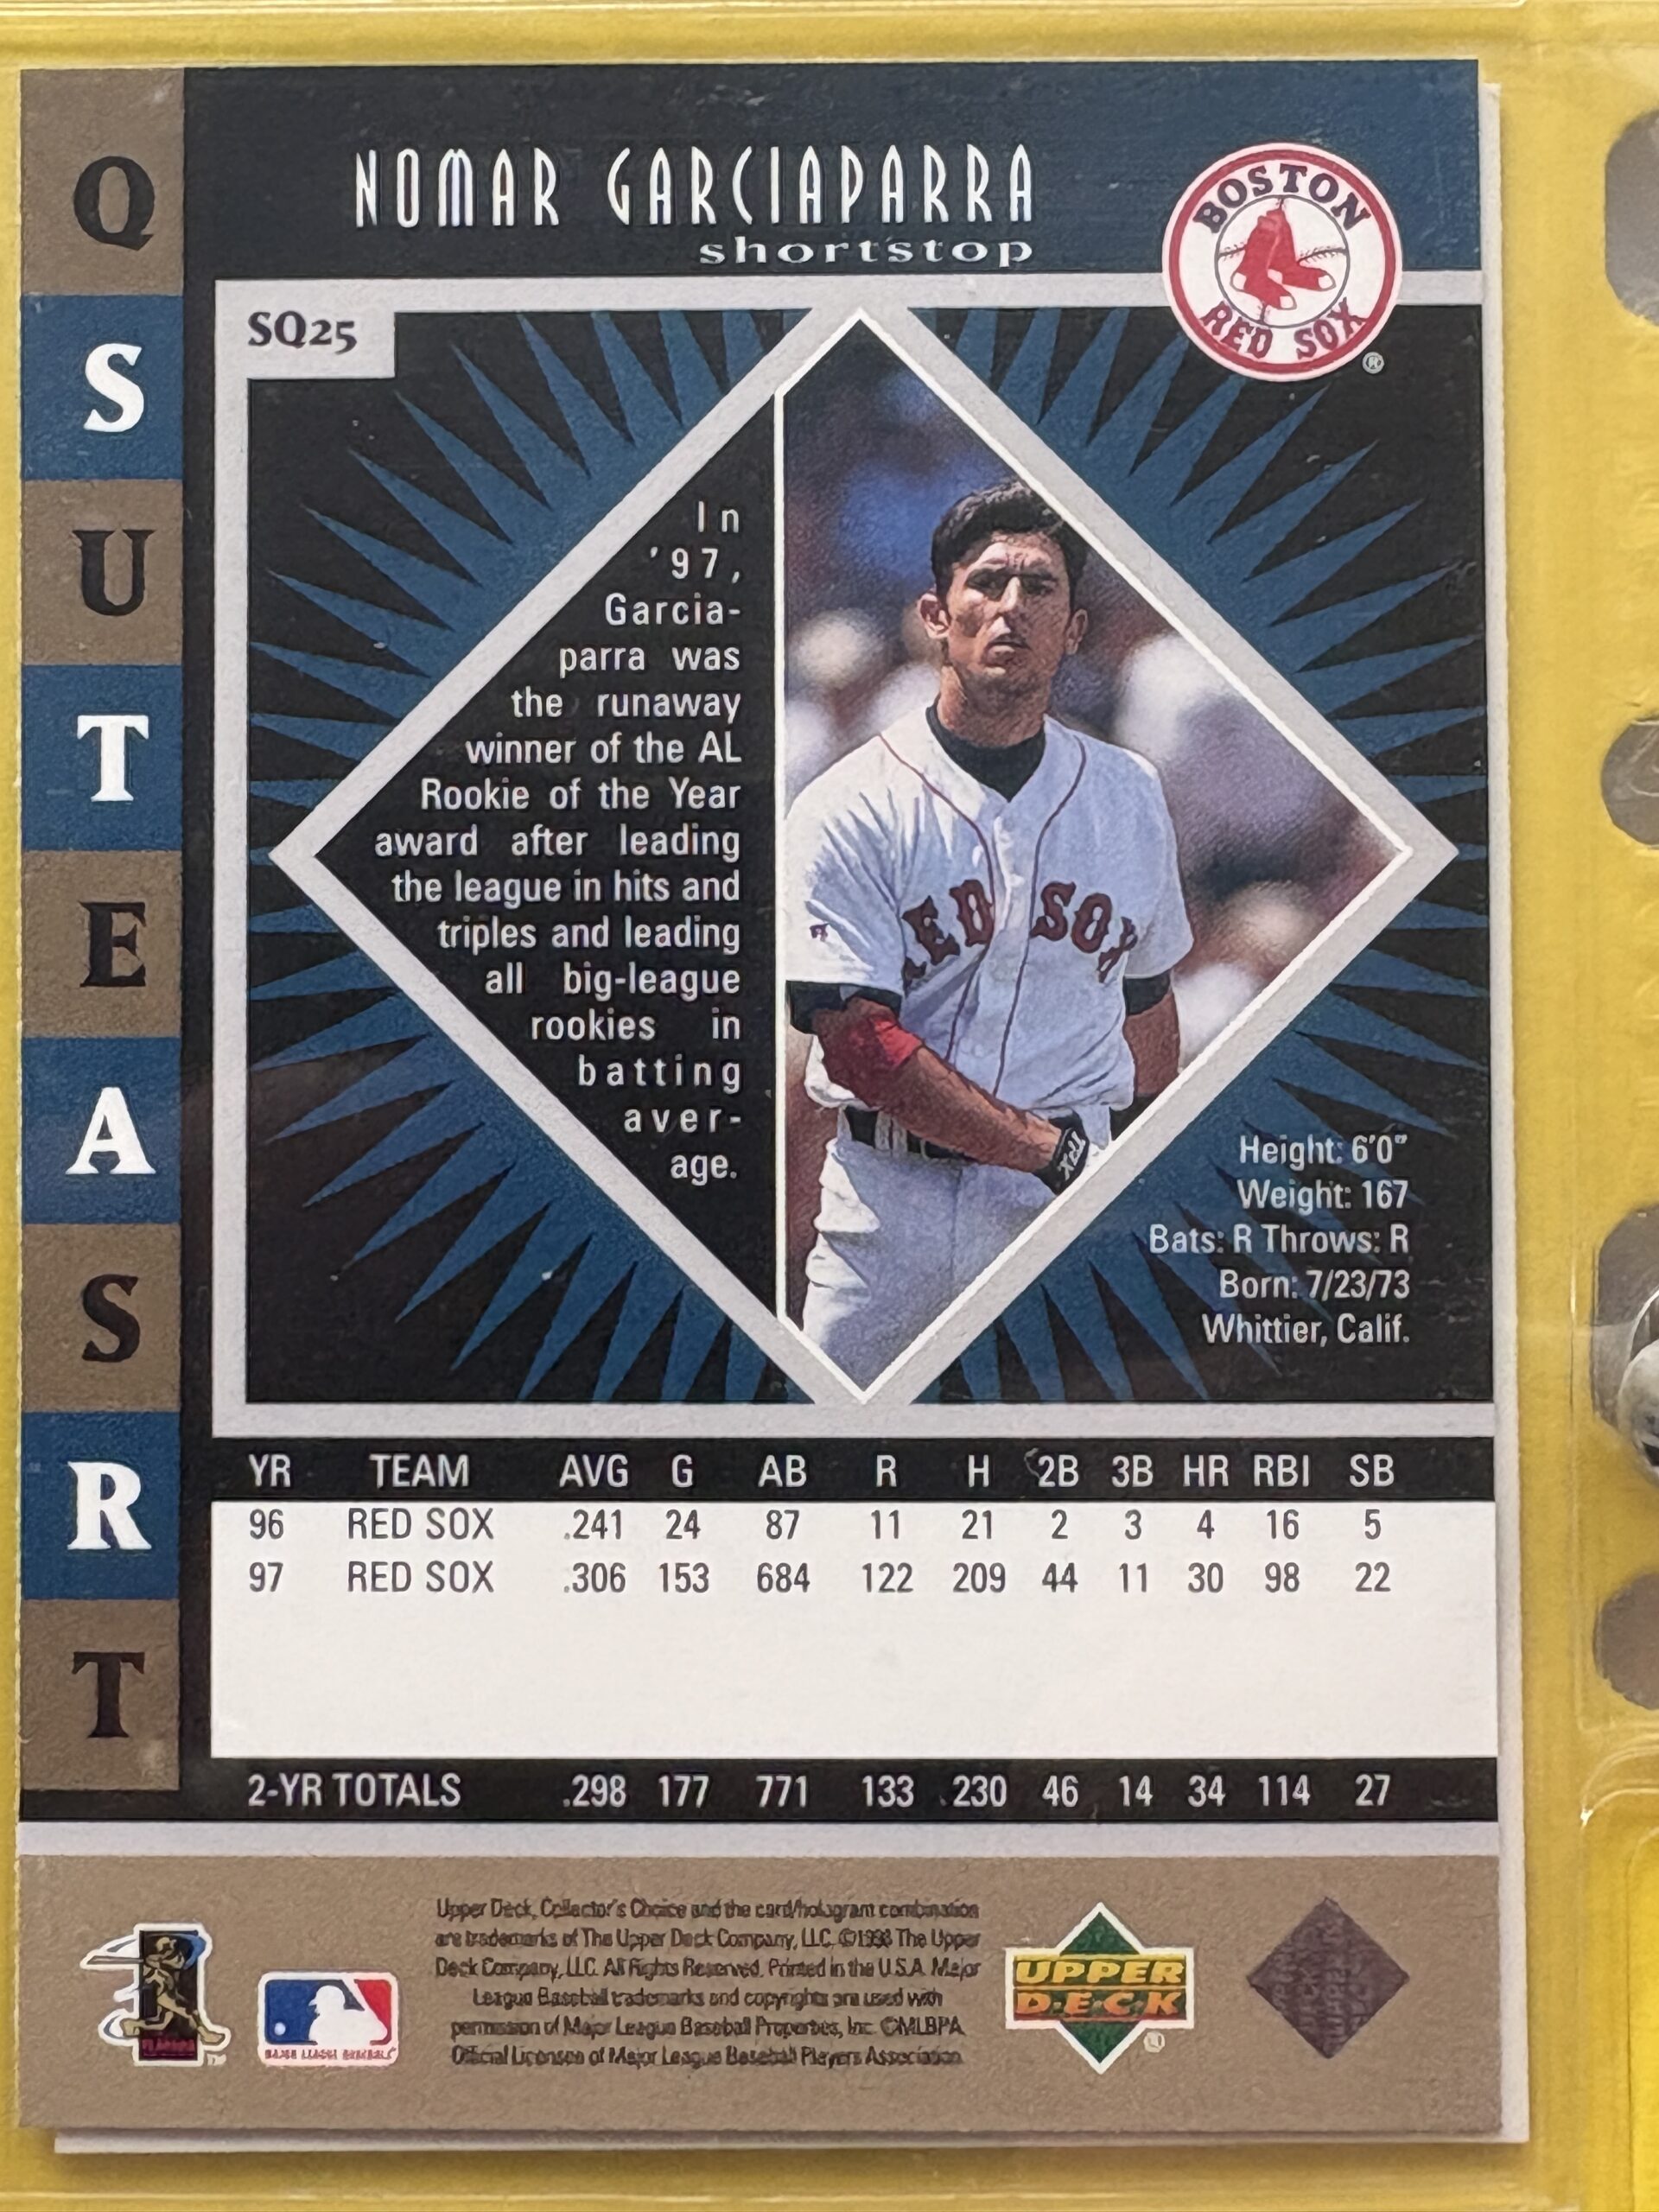 NOMAR GARCIAPARRA
shortstop
BOSTON
RED SOX
®
SQ25
Q
S
U
T
E
A
S
R
T
In
'97,
Garcia-
parra was
the runaway
winner of the AL
Rookie of the Year
award after leading
the league in hits and
triples and leading
all big-league
rookies in
batting
aver-
age.
RED SOX
Height: 6'0"
Weight: 167
Bats: R Throws: R
Born: 7/23/73
Whittier, Calif.
YR TEAM AVG G AB R H 2B 3B HR RBI SB
96 RED SOX .241 24 87 11 21 2 3 4 16 5
97 RED SOX .306 153 684 122 209 44 11 30 98 22
2-YR TOTALS .298 177 771 133 230 46 14 34 114 27
Upper Deck, Collector's Choice and the card/hologram combination
are trademarks of The Upper Deck Company, LLC. ©1998 The Upper
Deck Company, LLC. All Rights Reserved. Printed in the U.S.A. Major
League Baseball trademarks and copyrights are used with
permission of Major League Baseball Properties, Inc. ©MLBPA
Official Licensee of Major League Baseball Players Association
PLAYERS
TM
MAJOR LEAGUE BASEBALL
UPPER
DECK